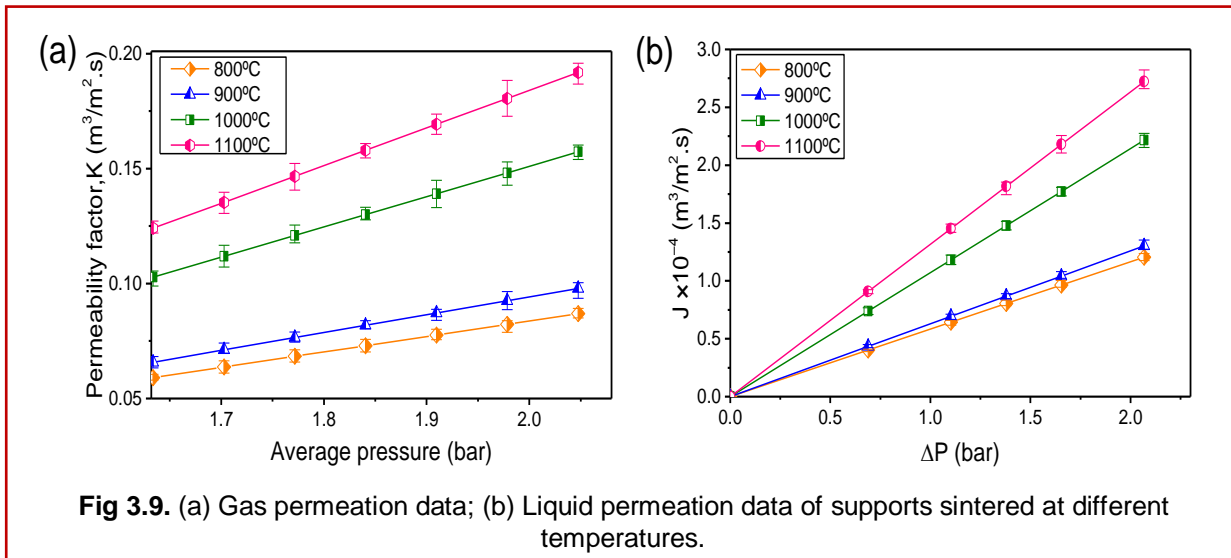 (a)
Permeability factor,K (m³/m².s)
0.20
0.15
0.10
0.05
800ºC
900ºC
1000ºC
1100ºC
1.7
1.8
1.9
2.0
Average pressure (bar)
(b)
J ×10⁻⁴ (m³/m².s)
3.0
2.5
2.0
1.5
1.0
0.5
0.0
800ºC
900ºC
1000ºC
1100ºC
0.0
0.5
1.0
1.5
2.0
ΔP (bar)
Fig 3.9. (a) Gas permeation data; (b) Liquid permeation data of supports sintered at different
temperatures.